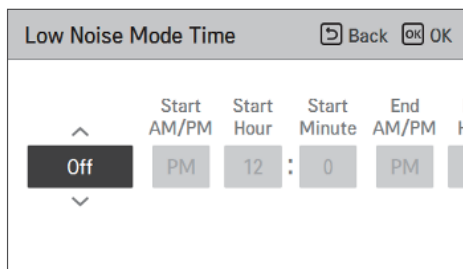 Low Noise Mode Time Back OK OK
Start Start Start End
AM/PM Hour Minute AM/PM H
Off PM 12 : 0 PM